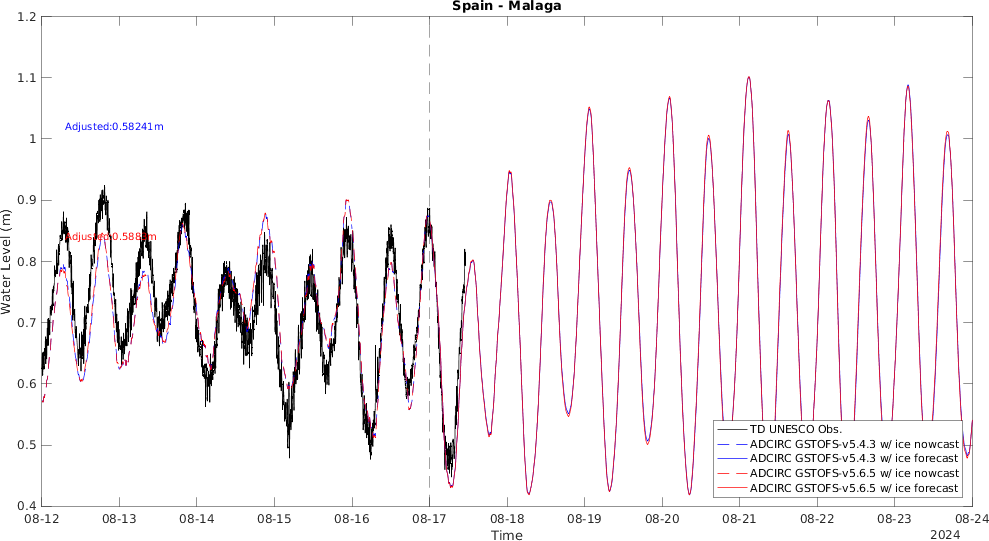 Spain - Malaga
1.2
1.1
1
0.9
0.8
0.7
0.6
0.5
0.4
Water Level (m)
Adjusted:0.58241m
TD UNESCO Obs.
ADCIRC GSTOFS-v5.4.3 w/ ice nowcast
ADCIRC GSTOFS-v5.4.3 w/ ice forecast
ADCIRC GSTOFS-v5.6.5 w/ ice nowcast
ADCIRC GSTOFS-v5.6.5 w/ ice forecast
08-12 08-13 08-14 08-15 08-16 08-17 08-18 08-19 08-20 08-21 08-22 08-23 08-24
Time
2024